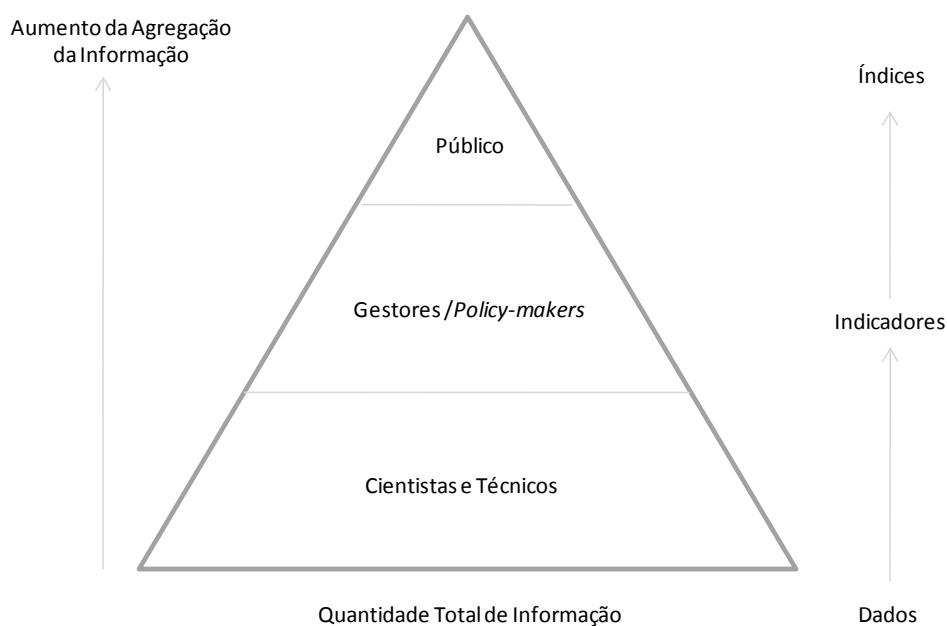 Aumento da Agregação
da Informação
Índices
Público
Gestores / Policy-makers
Indicadores
Cientistas e Técnicos
Quantidade Total de Informação
Dados